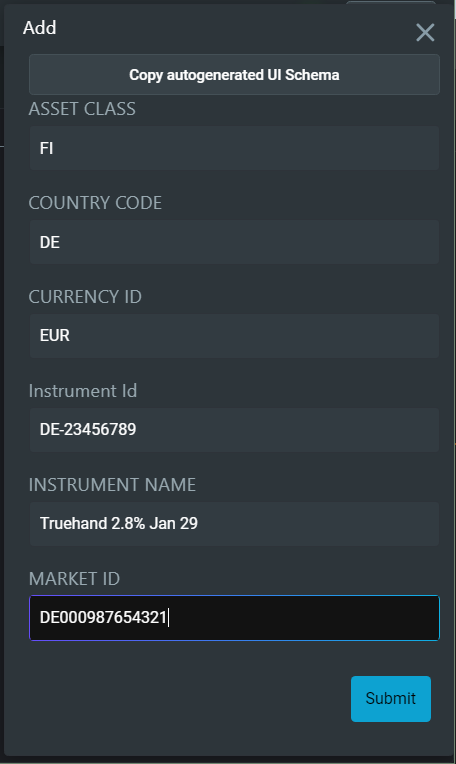 Add
Copy autogenerated UI Schema
ASSET CLASS
FI
COUNTRY CODE
DE
CURRENCY ID
EUR
Instrument Id
DE-23456789
INSTRUMENT NAME
Truehand 2.8% Jan 29
MARKET ID
DE000987654321
Submit